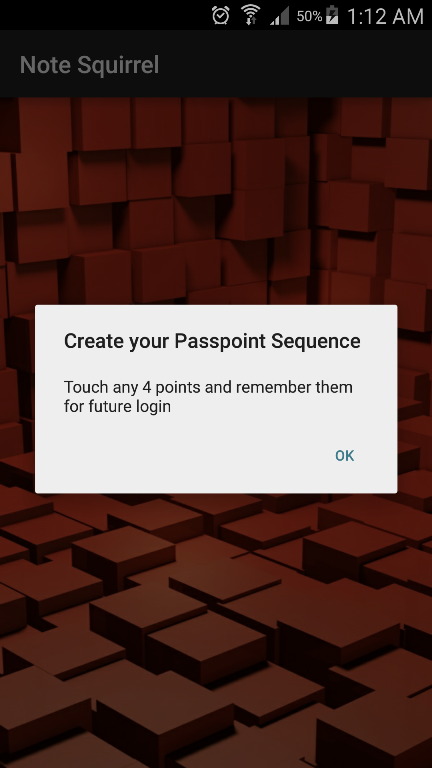 50% 1:12 AM
Note Squirrel
Create your Passpoint Sequence
Touch any 4 points and remember them
for future login
OK